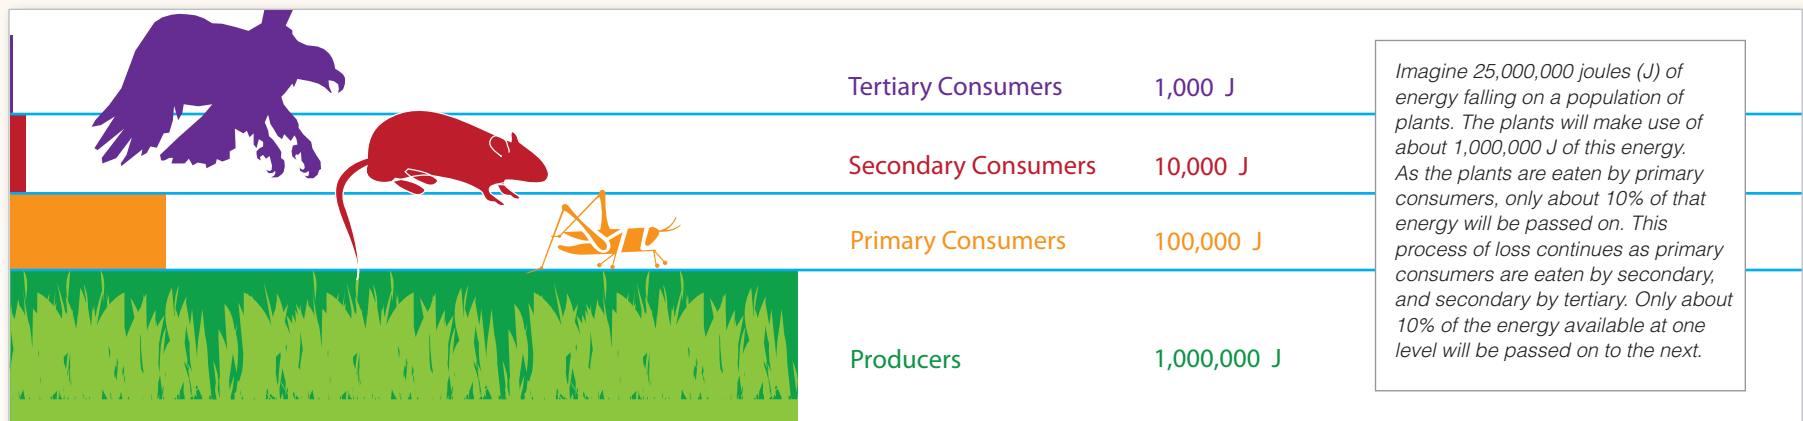 Tertiary Consumers 1,000 J
Secondary Consumers 10,000 J
Primary Consumers 100,000 J
Producers 1,000,000 J
Imagine 25,000,000 joules (J) of
energy falling on a population of
plants. The plants will make use of
about 1,000,000 J of this energy.
As the plants are eaten by primary
consumers, only about 10% of that
energy will be passed on. This
process of loss continues as primary
consumers are eaten by secondary,
and secondary by tertiary. Only about
10% of the energy available at one
level will be passed on to the next.